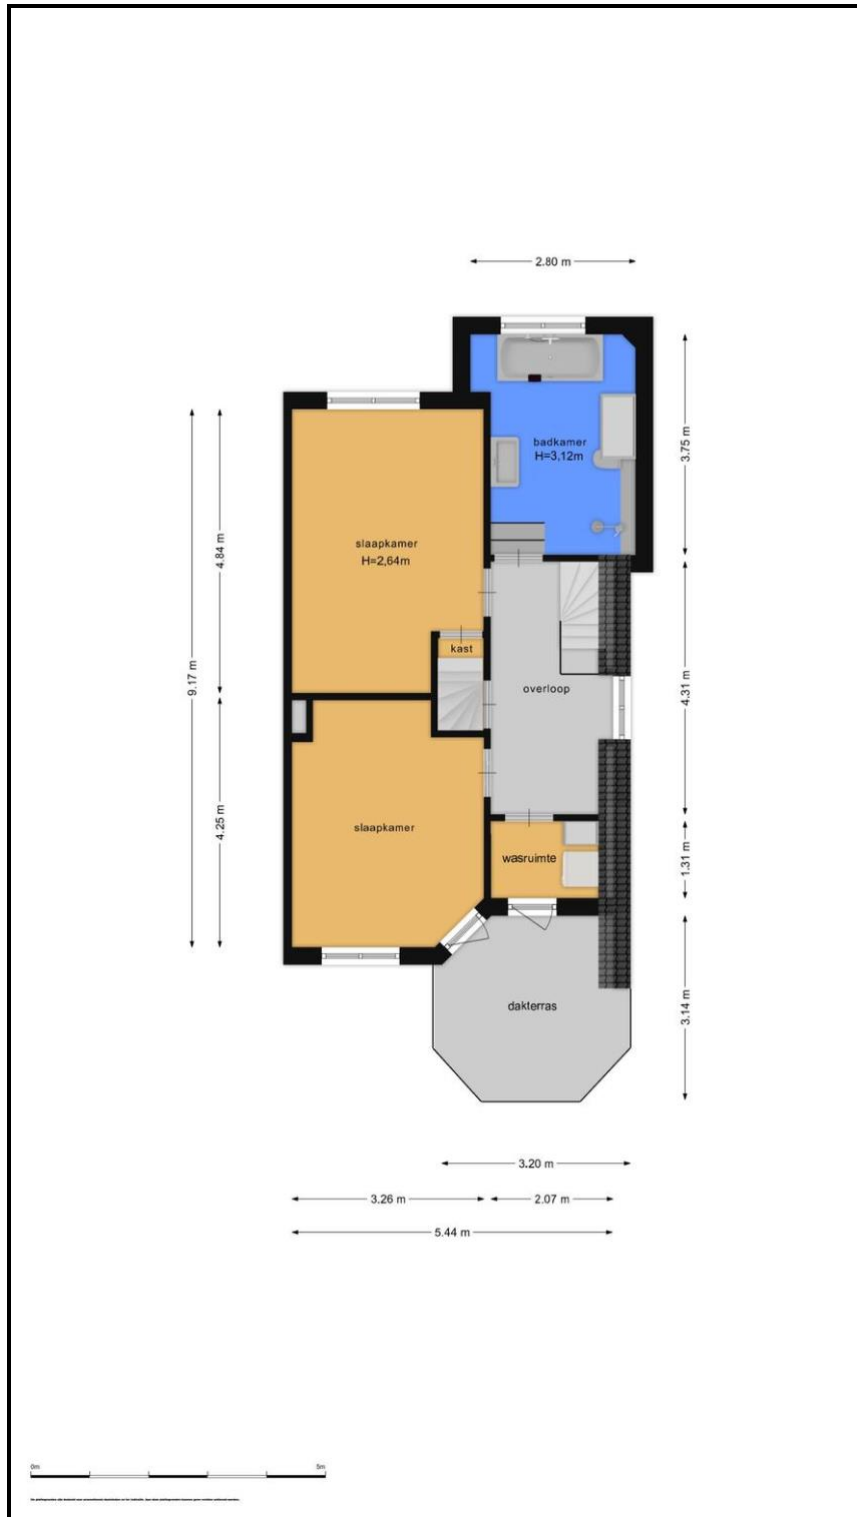 2.80 m
badkamer
H=3,12m
3.75 m
slaapkamer
H=2,64m
4.84 m
9.17 m
kast
overloop
4.31 m
slaapkamer
4.25 m
wasruimte
1.31 m
dakterras
3.14 m
3.20 m
3.26 m
2.07 m
5.44 m
0m
5m